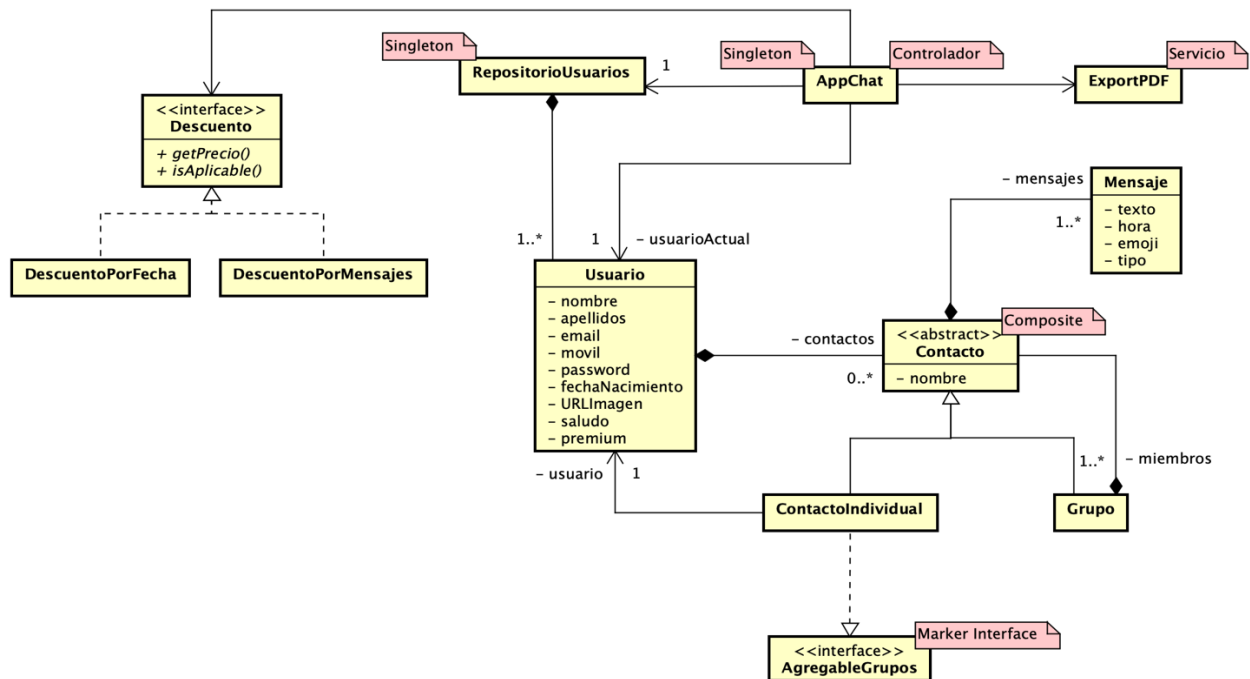 Singleton
RepositorioUsuarios
1
Singleton
Controlador
AppChat
Servicio
ExportPDF
<<interface>>
Descuento
+ getPrecio()
+ isAplicable()
DescuentoPorFecha
DescuentoPorMensajes
1..*
1
- usuarioActual
- mensajes
1..*
Mensaje
- texto
- hora
- emoji
- tipo
Usuario
- nombre
- apellidos
- email
- movil
- password
- fechaNacimiento
- URLImagen
- saludo
- premium
- contactos
0..*
Composite
<<abstract>>
Contacto
- nombre
- usuario
1
1..*
- miembros
ContactoIndividual
Grupo
Marker Interface
<<interface>>
AgregableGrupos